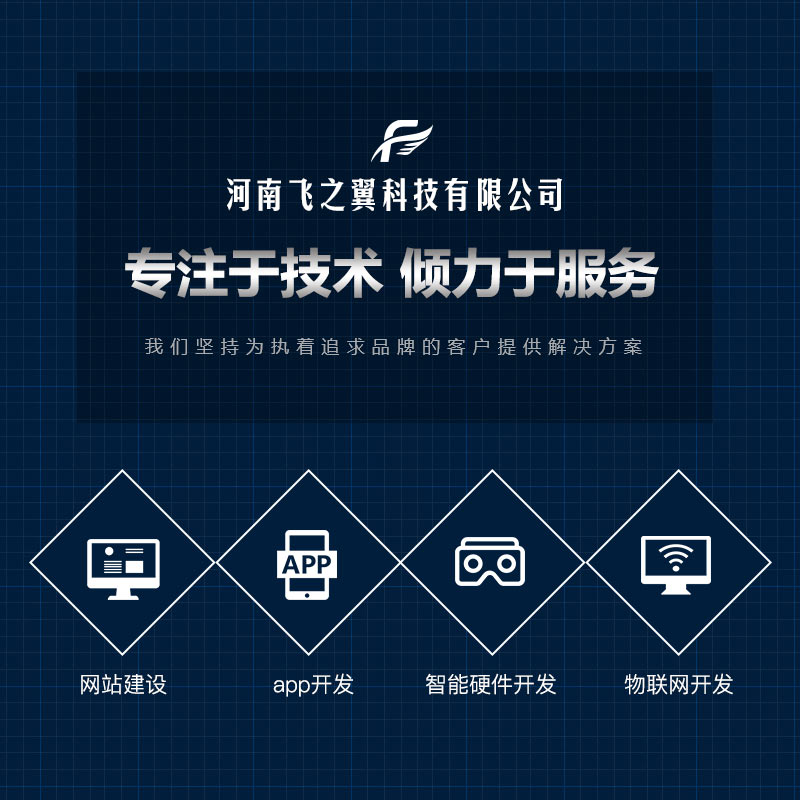 河南飞之翼科技有限公司
专注于技术 倾力于服务
我们坚持为执着追求品牌的客户提供解决方案
APP
网站建设 app开发 智能硬件开发 物联网开发